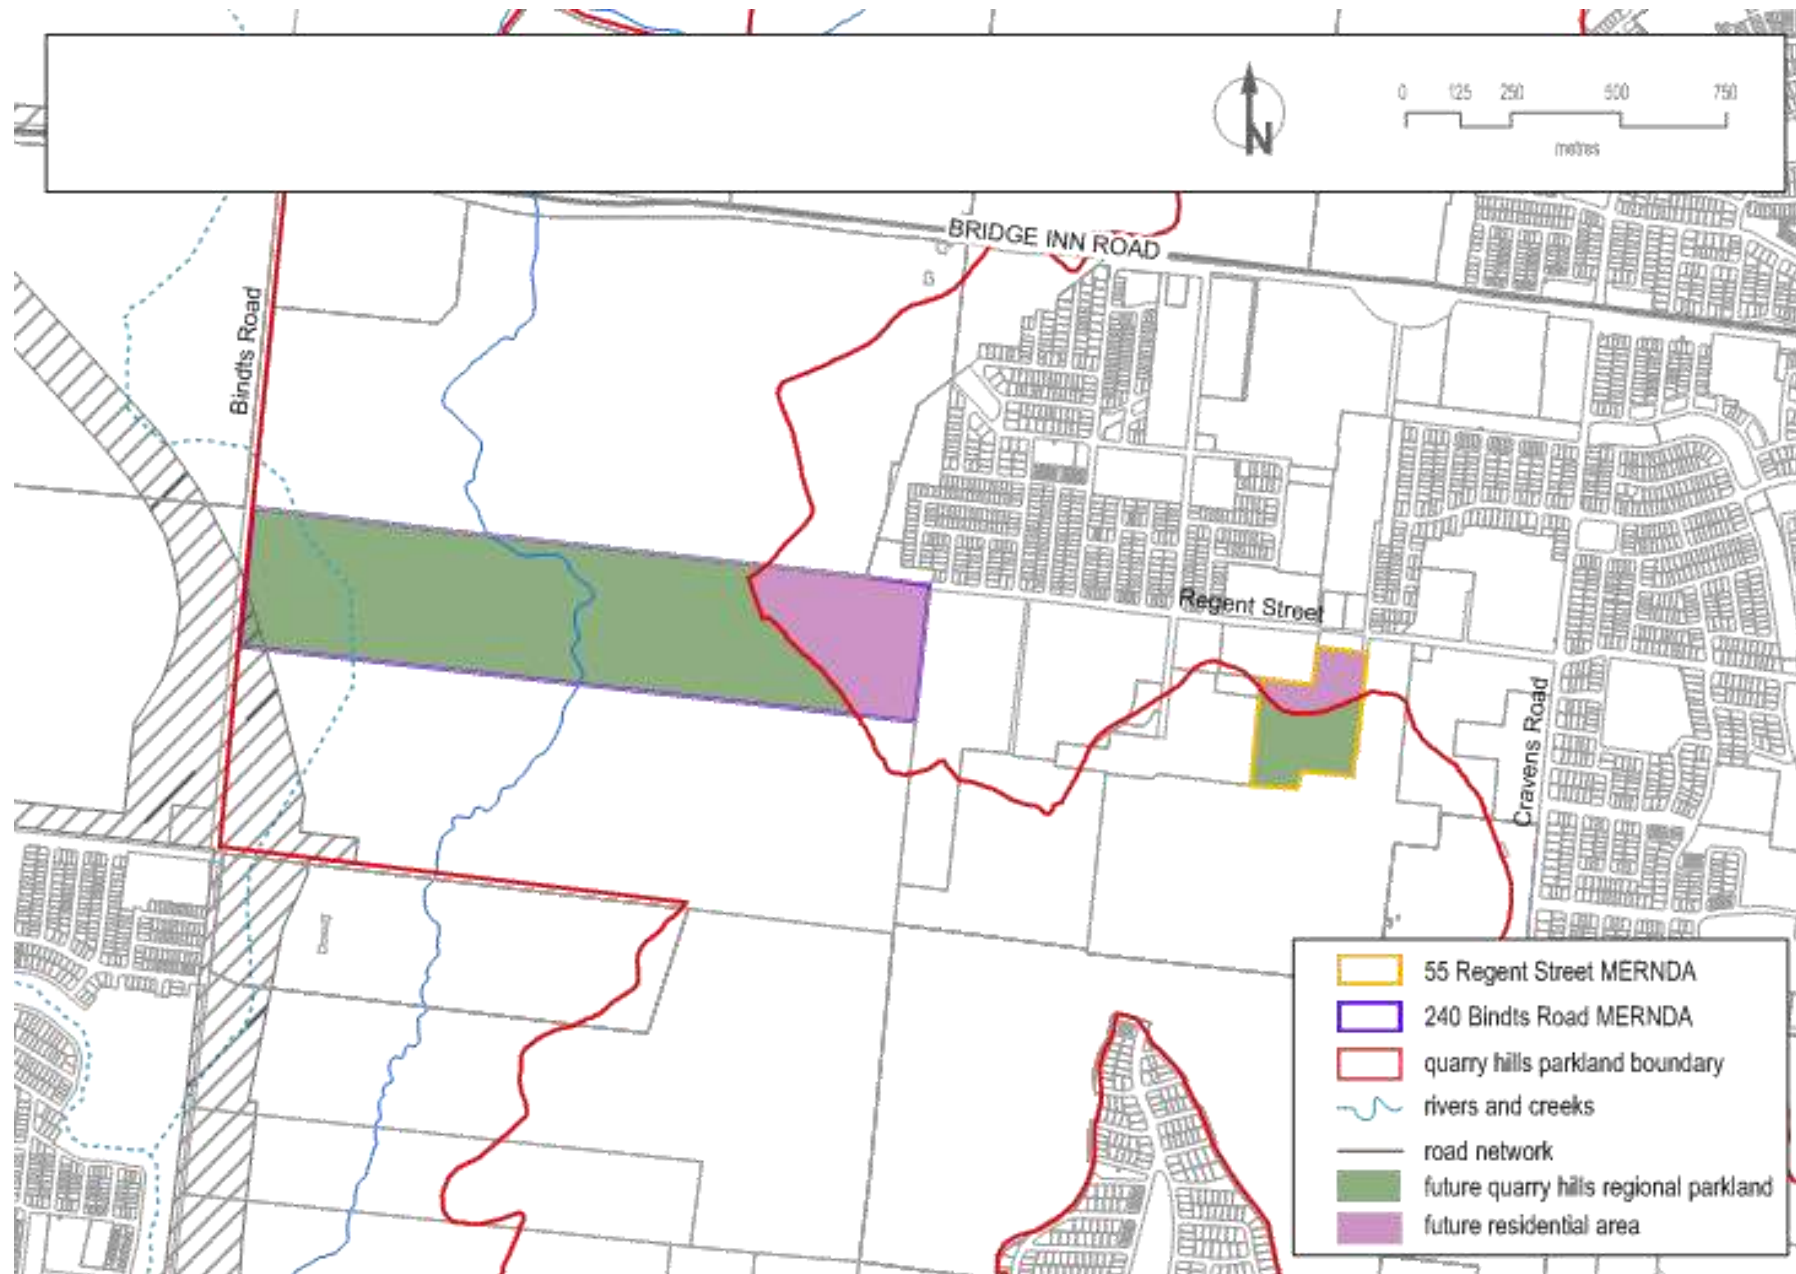 N
0 125 250 500 750
metres
BRIDGE INN ROAD
Bindts Road
Regent Street
Cravens Road
55 Regent Street MERNDA
240 Bindts Road MERNDA
quarry hills parkland boundary
rivers and creeks
road network
future quarry hills regional parkland
future residential area